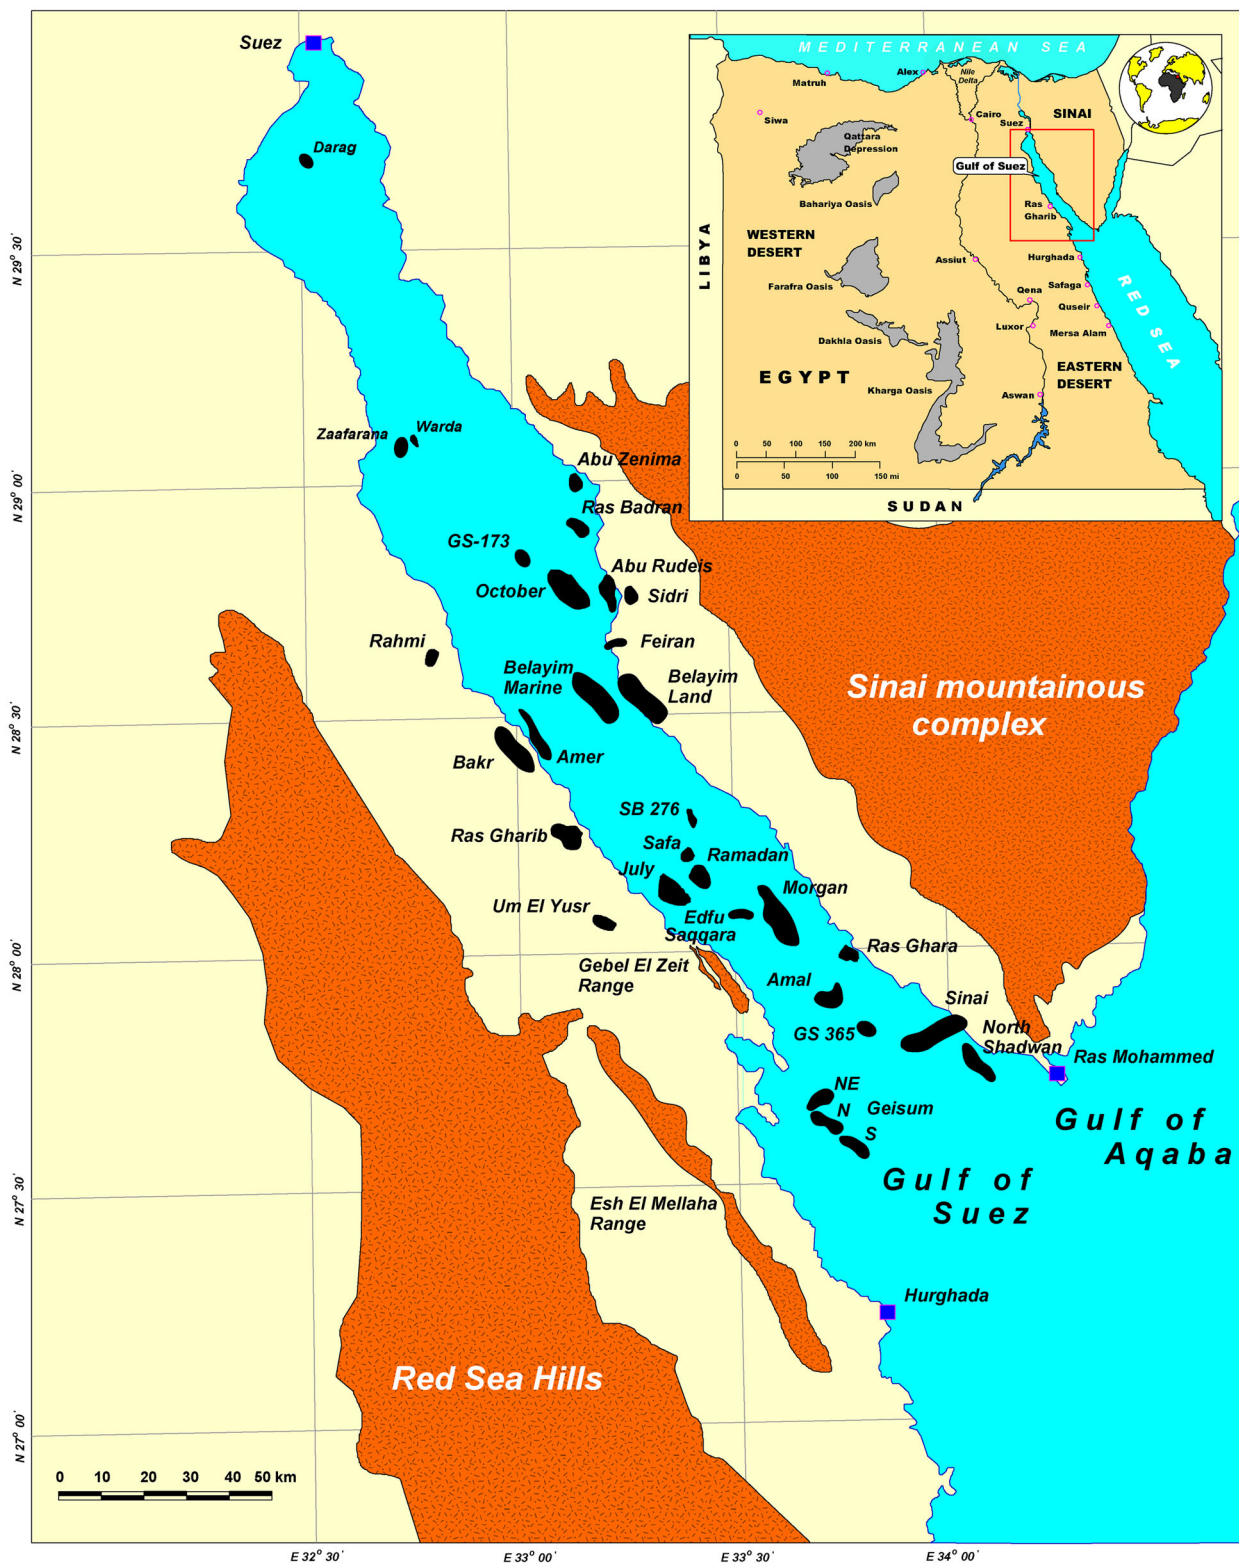 Suez
Darag
Zaafarana
Warda
Abu Zenima
Ras Badran
GS-173
October
Abu Rudeis
Sidri
Rahmi
Feiran
Belayim
Marine
Belayim
Land
Bakr
Amer
SB 276
Safa
Ras Gharib
July
Ramadan
Morgan
Um El Yusr
Edfu
Saqqara
Ras Ghara
Gebel El Zeit
Range
Amal
Sinai
GS 365
North
Shadwan
Ras Mohammed
NE
N
Geisum
S
Gulf of
Aqaba
Gulf of
Suez
Esh El Mellaha
Range
Hurghada
Sinai mountainous
complex
Red Sea Hills
0 10 20 30 40 50 km
N 29° 30'
N 29° 00'
N 28° 30'
N 28° 00'
N 27° 30'
N 27° 00'
E 32° 30'
E 33° 00'
E 33° 30'
E 34° 00'
MEDITERRANEAN SEA
Matruh
Alex
Nile
Delta
Siwa
Cairo
Suez
SINAI
Qattara
Depression
Gulf of Suez
Bahariya Oasis
Ras
Gharib
LIBYA
WESTERN
DESERT
Assiut
Hurghada
Farafra Oasis
Qena
Safaga
Quseir
RED SEA
Dakhla Oasis
Luxor
Mersa Alam
EGYPT
Kharga Oasis
EASTERN
DESERT
Aswan
0 50 100 150 200 km
0 50 100 150 mi
SUDAN